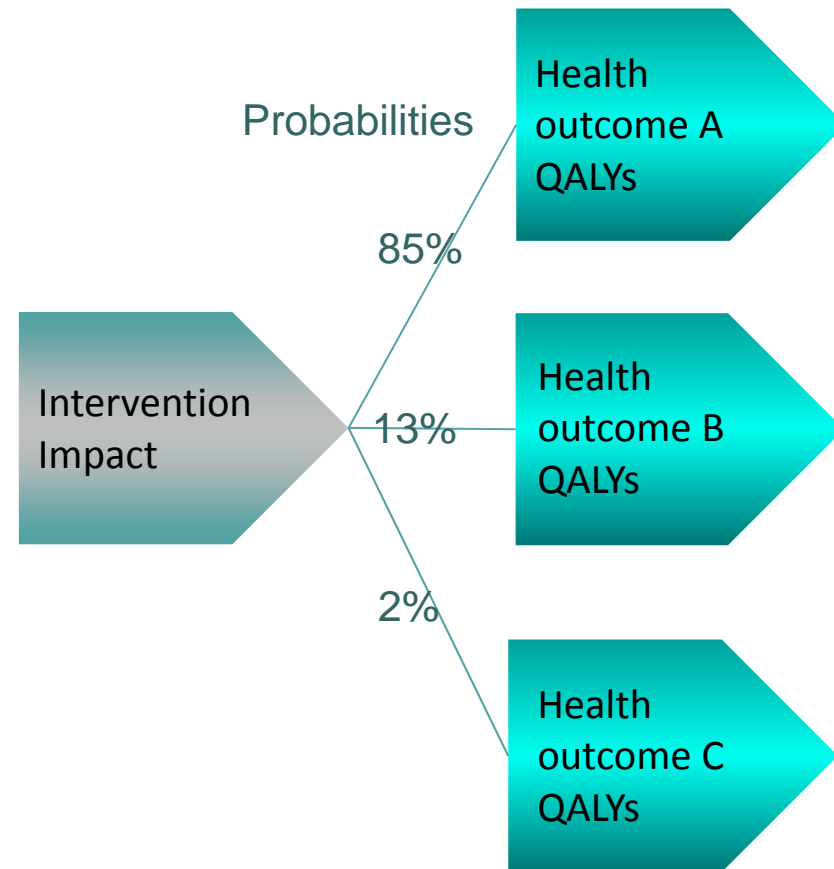 Probabilities
Health
outcome A
QALYs
85%
Intervention
Impact
13%
Health
outcome B
QALYs
2%
Health
outcome C
QALYs